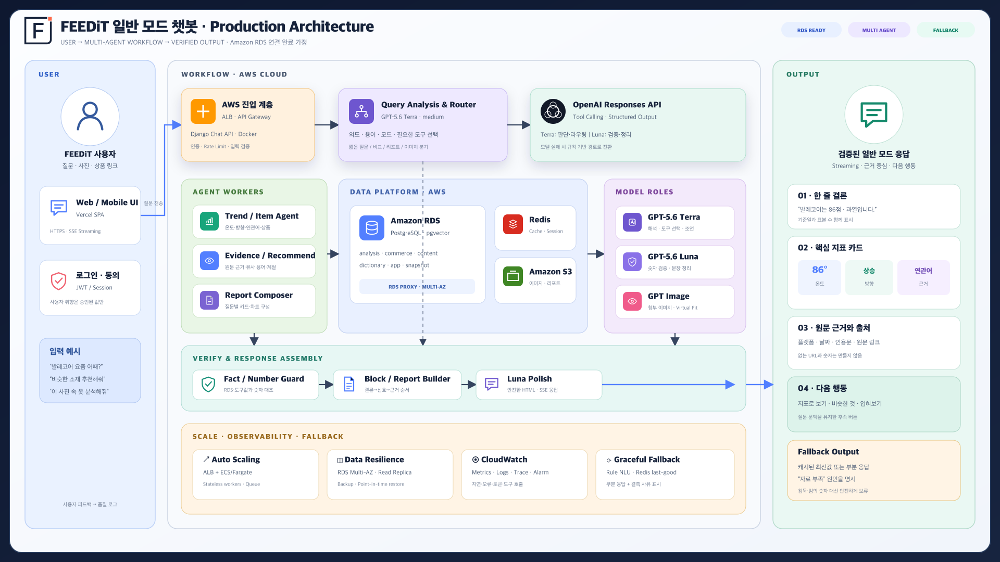 F
FEEDiT 일반 모드 챗봇 · Production Architecture
USER → MULTI-AGENT WORKFLOW → VERIFIED OUTPUT · Amazon RDS 연결 완료 가정
RDS READY
MULTI AGENT
FALLBACK
USER
FEEDiT 사용자
질문 · 사진 · 상품 링크
Web / Mobile UI
Vercel SPA
HTTPS · SSE Streaming
질문 전송
로그인 · 동의
JWT / Session
사용자 취향은 승인된 값만
입력 예시
“발레코어 요즘 어때?”
“비슷한 소재 추천해줘”
“이 사진 속 옷 분석해줘”
사용자 피드백 → 품질 로그
WORKFLOW · AWS CLOUD
AWS 진입 계층
ALB · API Gateway
Django Chat API · Docker
인증 · Rate Limit · 입력 검증
Query Analysis & Router
GPT-5.6 Terra · medium
의도 · 용어 · 모드 · 필요한 도구 선택
짧은 질문 / 비교 / 리포트 / 이미지 분기
OpenAI Responses API
Tool Calling · Structured Output
Terra: 판단·라우팅 | Luna: 검증·정리
모델 실패 시 규칙 기반 경로로 전환
AGENT WORKERS
Trend / Item Agent
온도·방향·연관어·상품
Evidence / Recommend
원문 근거·유사 용어·계절
Report Composer
질문별 카드·차트 구성
DATA PLATFORM · AWS
Amazon RDS
PostgreSQL · pgvector
analysis · commerce · content
dictionary · app · snapshot
RDS PROXY · MULTI-AZ
Redis
Cache · Session
Amazon S3
이미지 · 리포트
MODEL ROLES
AI
GPT-5.6 Terra
해석 · 도구 선택 · 조언
GPT-5.6 Luna
숫자 검증 · 문장 정리
GPT Image
첨부 이미지 · Virtual Fit
VERIFY & RESPONSE ASSEMBLY
Fact / Number Guard
RDS·도구값과 숫자 대조
Block / Report Builder
결론→신호→근거 순서
Luna Polish
안전한 HTML · SSE 응답
SCALE · OBSERVABILITY · FALLBACK
↗ Auto Scaling
ALB + ECS/Fargate
Stateless workers · Queue
◫ Data Resilience
RDS Multi-AZ · Read Replica
Backup · Point-in-time restore
⦿ CloudWatch
Metrics · Logs · Trace · Alarm
지연·오류·토큰·도구 호출
⟳ Graceful Fallback
Rule NLU · Redis last-good
부분 응답 + 결측 사유 표시
OUTPUT
검증된 일반 모드 응답
Streaming · 근거 중심 · 다음 행동
01 · 한 줄 결론
“발레코어는 86점 · 과열입니다.”
기준일과 표본 수 함께 표시
02 · 핵심 지표 카드
86°
온도
상승
방향
연관어
근거
03 · 원문 근거와 출처
플랫폼 · 날짜 · 인용문 · 원문 링크
없는 URL과 숫자는 만들지 않음
04 · 다음 행동
지표로 보기 · 비슷한 것 · 입혀보기
질문 문맥을 유지한 후속 버튼
Fallback Output
캐시된 최신값 또는 부분 응답
“자료 부족” 원인을 명시
침묵·임의 숫자 대신 안전하게 보류